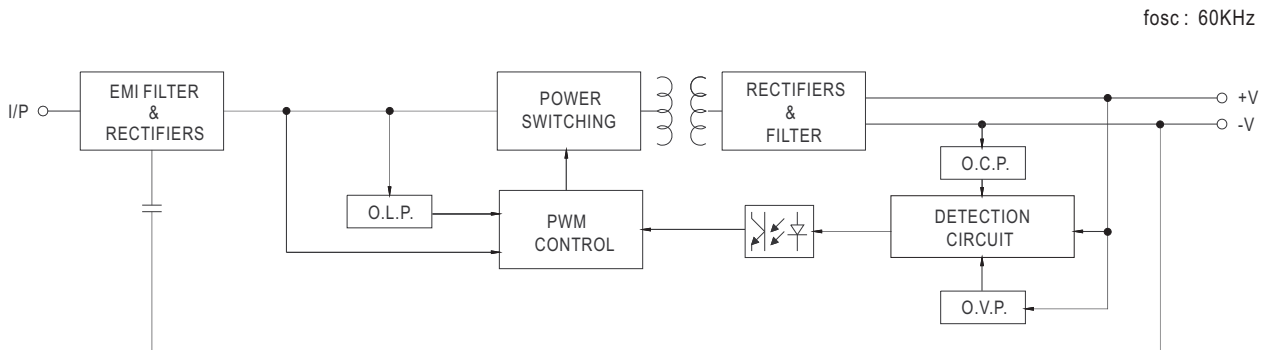 fosc : 60KHz
I/P
EMI FILTER
&
RECTIFIERS
POWER
SWITCHING
RECTIFIERS
&
FILTER
+V
-V
O.C.P.
O.L.P.
PWM
CONTROL
DETECTION
CIRCUIT
O.V.P.